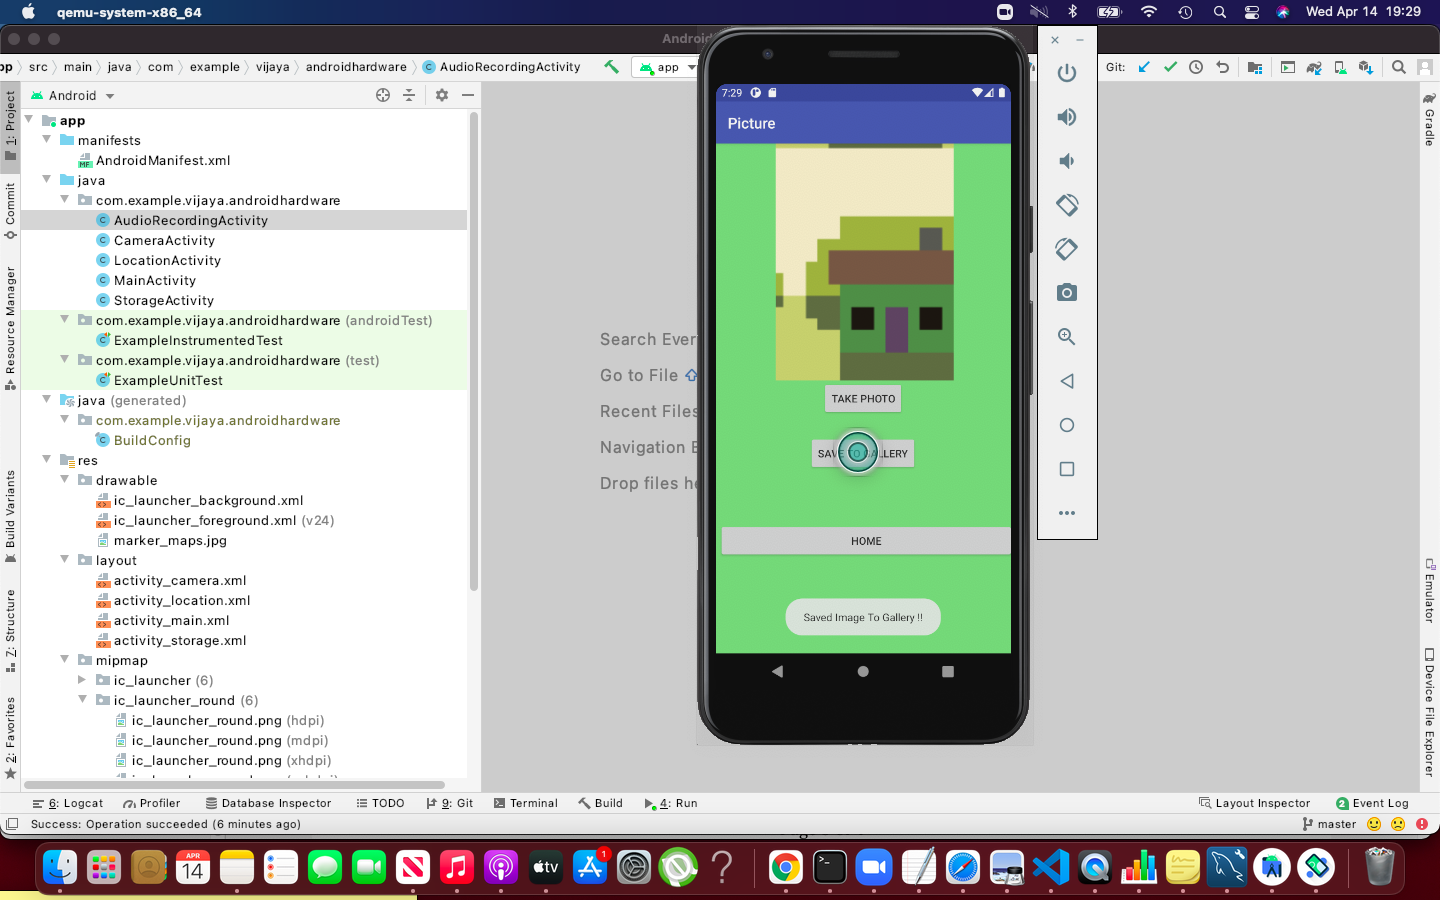 qemu-system-x86_64
Wed Apr 14 19:29
Android
pp
src
main
java
com
example
vijaya
androidhardware
AudioRecordingActivity
app
Git:
Android
1: Project
Commit
Resource Manager
Build Variants
7: Structure
2: Favorites
app
manifests
AndroidManifest.xml
java
com.example.vijaya.androidhardware
AudioRecordingActivity
CameraActivity
LocationActivity
MainActivity
StorageActivity
com.example.vijaya.androidhardware (androidTest)
ExampleInstrumentedTest
com.example.vijaya.androidhardware (test)
ExampleUnitTest
java (generated)
com.example.vijaya.androidhardware
BuildConfig
res
drawable
ic_launcher_background.xml
ic_launcher_foreground.xml (v24)
marker_maps.jpg
layout
activity_camera.xml
activity_location.xml
activity_main.xml
activity_storage.xml
mipmap
ic_launcher (6)
ic_launcher_round (6)
ic_launcher_round.png (hdpi)
ic_launcher_round.png (mdpi)
ic_launcher_round.png (xhdpi)
Search Ever
Go to File
Recent Files
Navigation B
Drop files he
7:29
Picture
TAKE PHOTO
SAVE TO GALLERY
HOME
Saved Image To Gallery !!
Gradle
Emulator
Device File Explorer
6: Logcat
Profiler
Database Inspector
TODO
9: Git
Terminal
Build
4: Run
Layout Inspector
2 Event Log
Success: Operation succeeded (6 minutes ago)
master
APR
14
1
tv